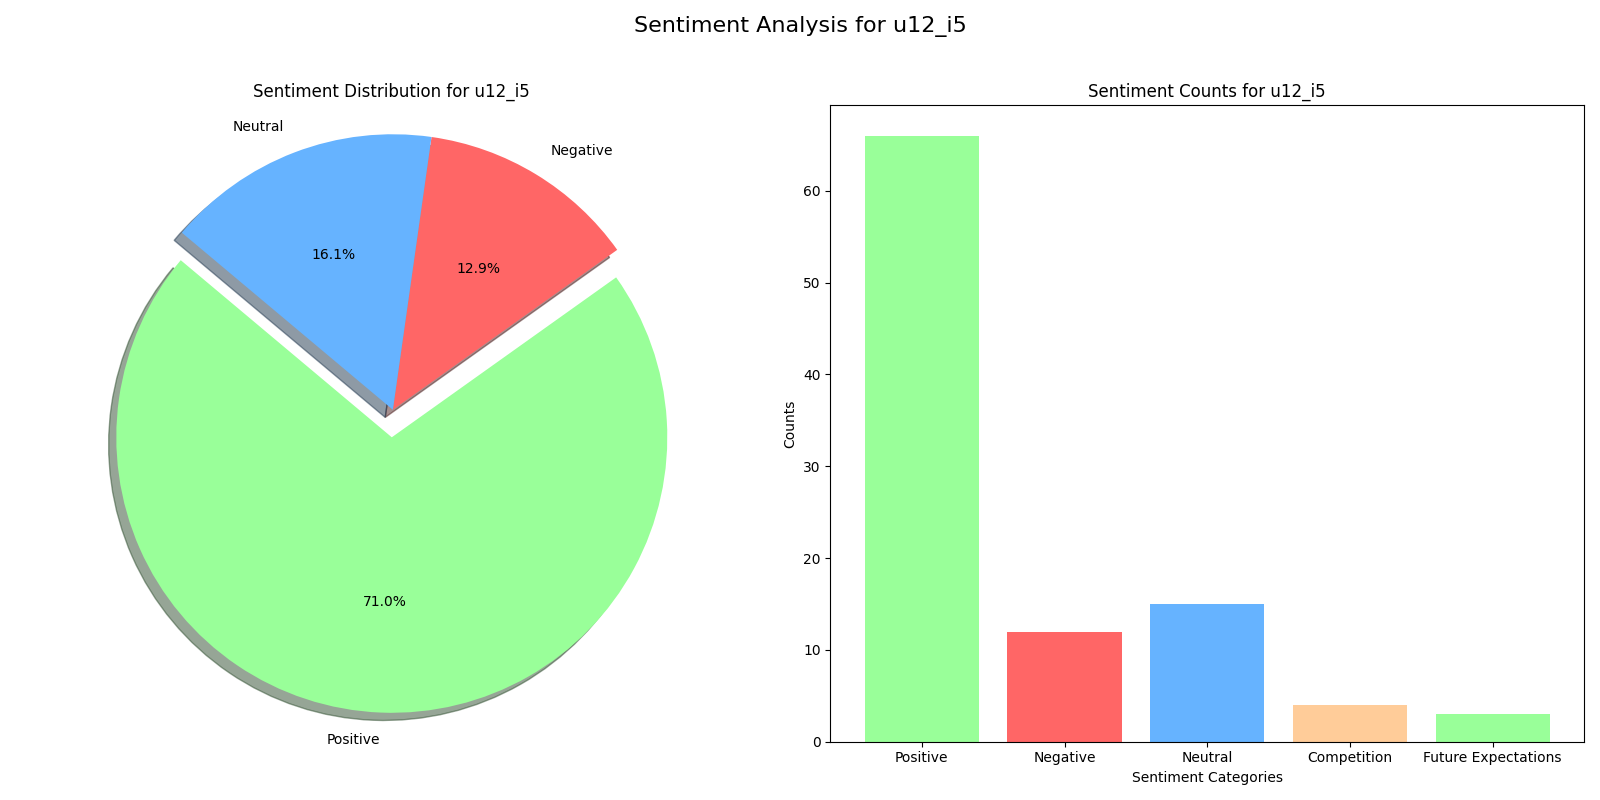 Sentiment Analysis for u12_i5
Sentiment Distribution for u12_i5
Neutral
Negative
16.1%
12.9%
71.0%
Positive
Sentiment Counts for u12_i5
Counts
60
50
40
30
20
10
0
Positive Negative Neutral Competition Future Expectations
Sentiment Categories